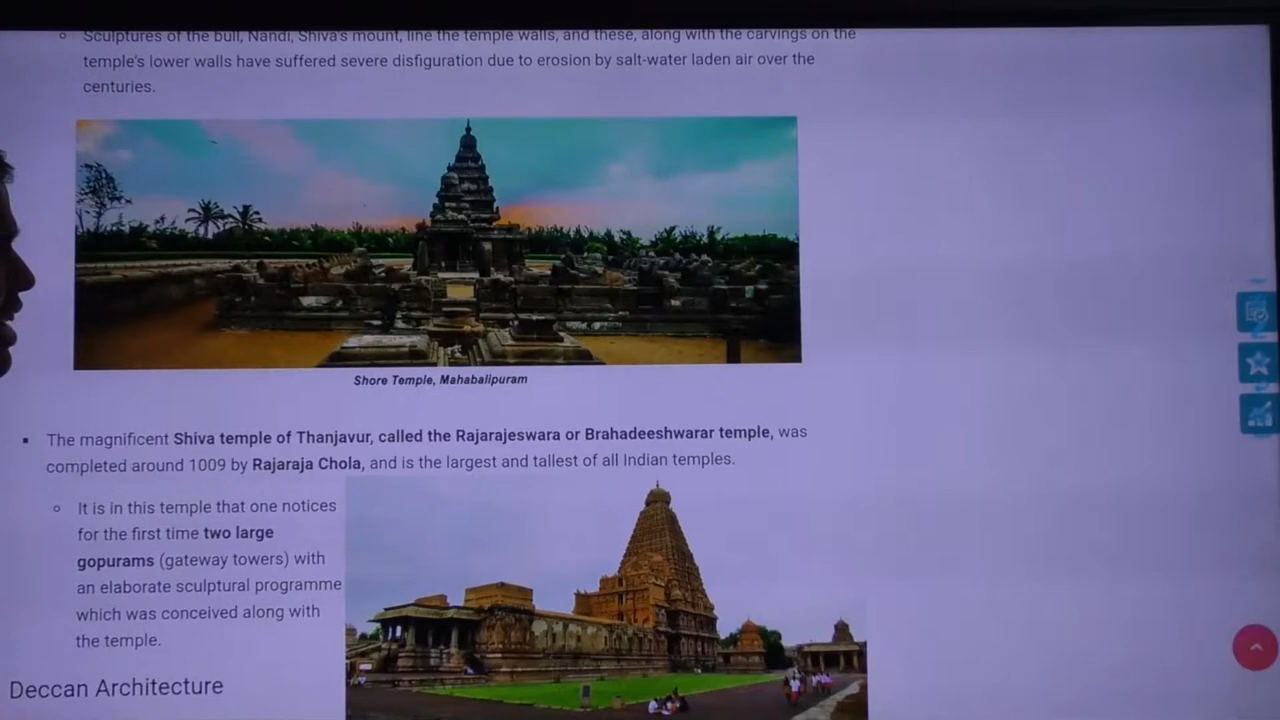 Sculptures of the bull, Nandi, Shiva's mount, line the temple walls, and these, along with the carvings on the
temple's lower walls have suffered severe disfiguration due to erosion by salt-water laden air over the
centuries.
Shore Temple, Mahabalipuram
The magnificent Shiva temple of Thanjavur, called the Rajarajeswara or Brahadeeshwarar temple, was
completed around 1009 by Rajaraja Chola, and is the largest and tallest of all Indian temples.
It is in this temple that one notices
for the first time two large
gopurams (gateway towers) with
an elaborate sculptural programme
which was conceived along with
the temple.
Deccan Architecture